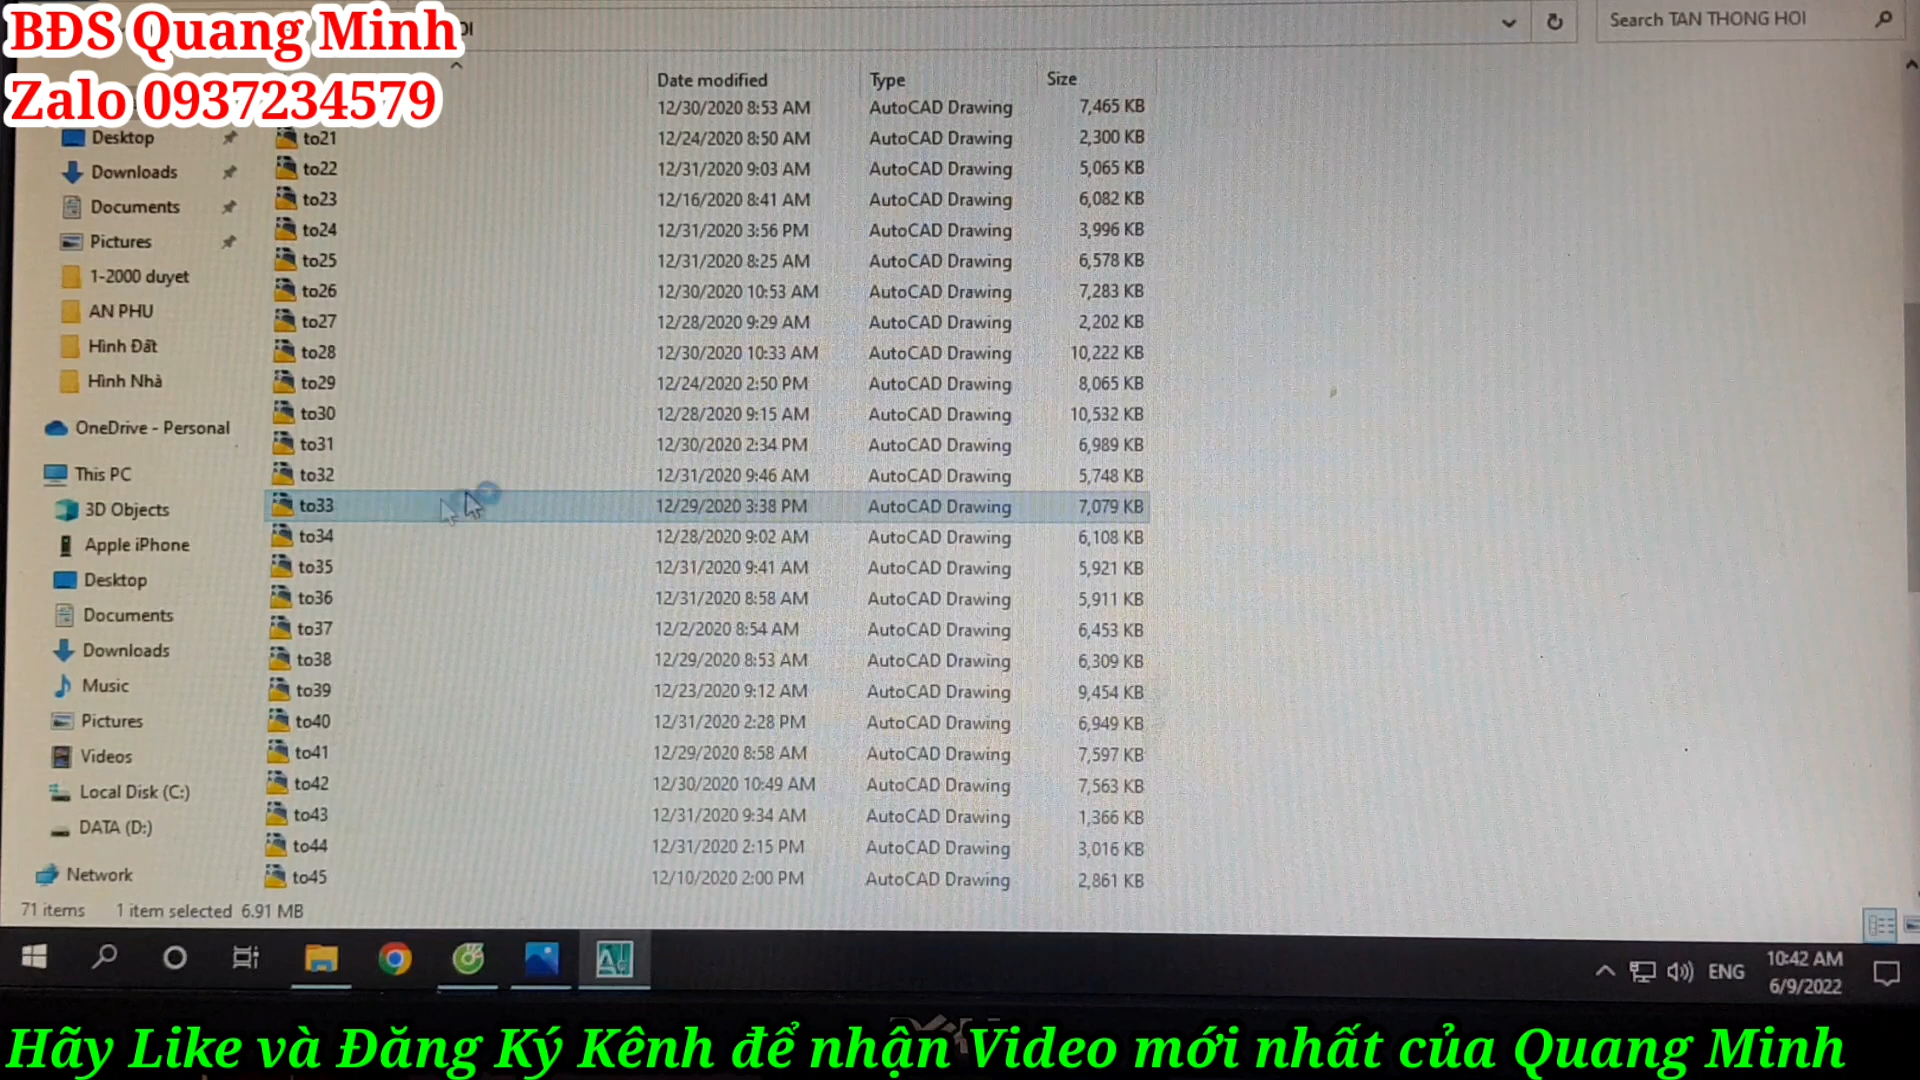 BĐS Quang Minh
Zalo 0937234579
OI
Search TAN THONG HOI
Date modified Type Size
12/30/2020 8:53 AM AutoCAD Drawing 7,465 KB
Desktop to21 12/24/2020 8:50 AM AutoCAD Drawing 2,300 KB
Downloads to22 12/31/2020 9:03 AM AutoCAD Drawing 5,065 KB
Documents to23 12/16/2020 8:41 AM AutoCAD Drawing 6,082 KB
Pictures to24 12/31/2020 3:56 PM AutoCAD Drawing 3,996 KB
1-2000 duyet to25 12/31/2020 8:25 AM AutoCAD Drawing 6,578 KB
AN PHU to26 12/30/2020 10:53 AM AutoCAD Drawing 7,283 KB
Hình Đất to27 12/28/2020 9:29 AM AutoCAD Drawing 2,202 KB
Hình Nhà to28 12/30/2020 10:33 AM AutoCAD Drawing 10,222 KB
to29 12/24/2020 2:50 PM AutoCAD Drawing 8,065 KB
OneDrive - Personal to30 12/28/2020 9:15 AM AutoCAD Drawing 10,532 KB
to31 12/30/2020 2:34 PM AutoCAD Drawing 6,989 KB
This PC to32 12/31/2020 9:46 AM AutoCAD Drawing 5,748 KB
3D Objects to33 12/29/2020 3:38 PM AutoCAD Drawing 7,079 KB
Apple iPhone to34 12/28/2020 9:02 AM AutoCAD Drawing 6,108 KB
Desktop to35 12/31/2020 9:41 AM AutoCAD Drawing 5,921 KB
Documents to36 12/31/2020 8:58 AM AutoCAD Drawing 5,911 KB
Downloads to37 12/2/2020 8:54 AM AutoCAD Drawing 6,453 KB
Music to38 12/29/2020 8:53 AM AutoCAD Drawing 6,309 KB
to39 12/23/2020 9:12 AM AutoCAD Drawing 9,454 KB
Pictures to40 12/31/2020 2:28 PM AutoCAD Drawing 6,949 KB
Videos to41 12/29/2020 8:58 AM AutoCAD Drawing 7,597 KB
Local Disk (C:) to42 12/30/2020 10:49 AM AutoCAD Drawing 7,563 KB
DATA (D:) to43 12/31/2020 9:34 AM AutoCAD Drawing 1,366 KB
to44 12/31/2020 2:15 PM AutoCAD Drawing 3,016 KB
Network to45 12/10/2020 2:00 PM AutoCAD Drawing 2,861 KB
71 items 1 item selected 6.91 MB
ENG 10:42 AM
6/9/2022
Hãy Like và Đăng Ký Kênh để nhận Video mới nhất của Quang Minh